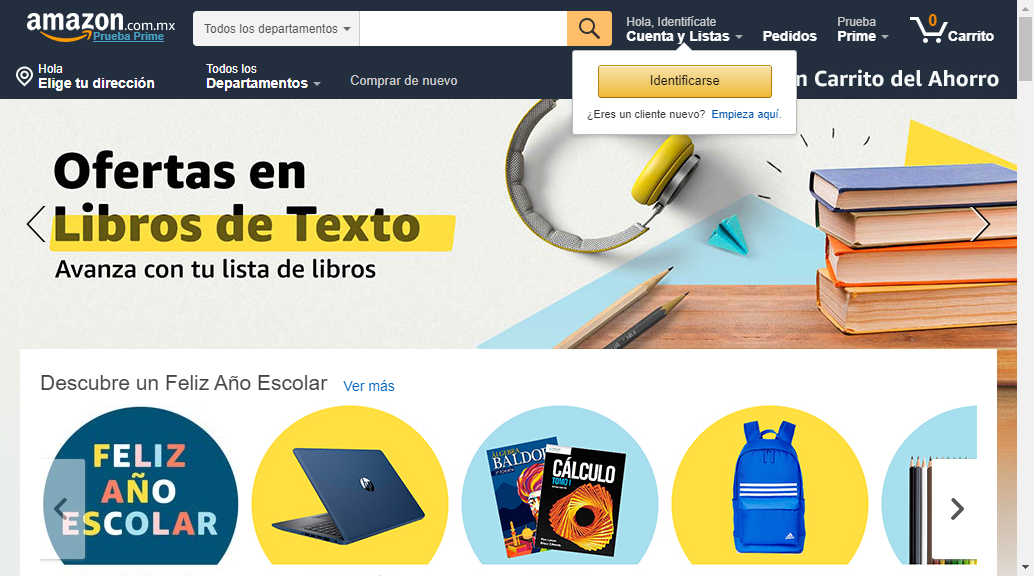 amazon.com.mx
Prueba Prime
Todos los departamentos
Hola, Identifícate
Cuenta y Listas
Pedidos
Prueba
Prime
0
Carrito
Hola
Elige tu dirección
Todos los
Departamentos
Comprar de nuevo
n Carrito del Ahorro
Identificarse
¿Eres un cliente nuevo? Empieza aquí.
Ofertas en
Libros de Texto
Avanza con tu lista de libros
Descubre un Feliz Año Escolar
Ver más
FELIZ
AÑO
ESCOLAR
hp
ÁLGEBRA
BALDOR
CÁLCULO
TOMO I
adidas